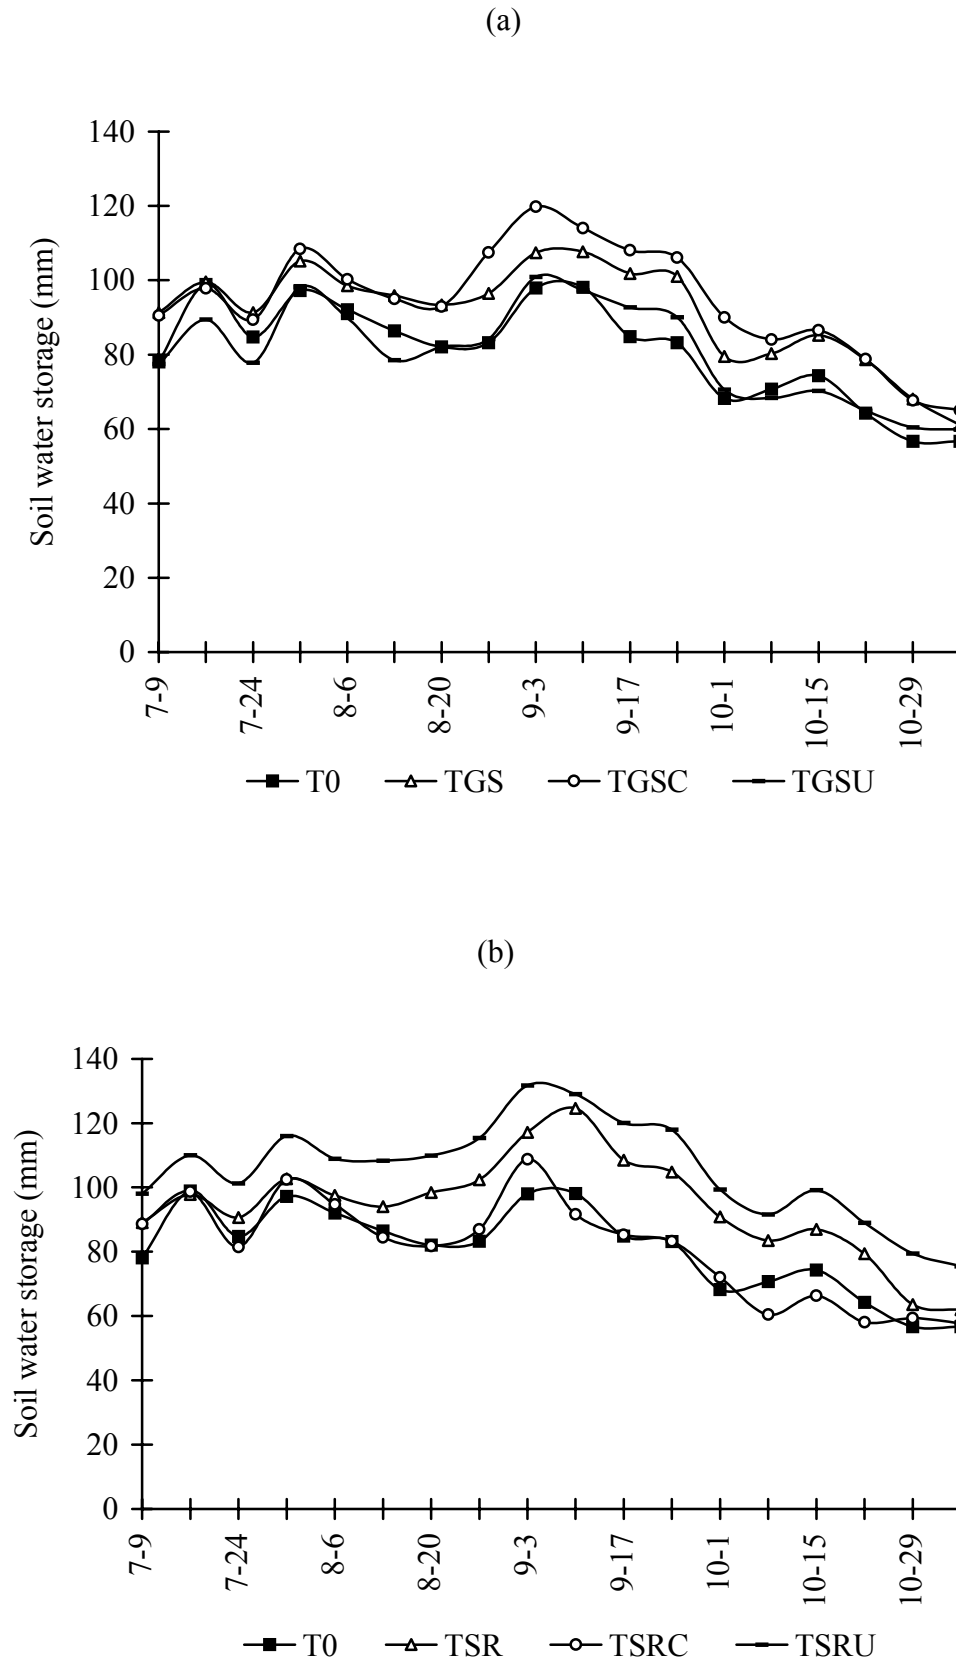 (a)
140
120
100
80
60
40
20
0
Soil water storage (mm)
7-9 7-24 8-6 8-20 9-3 9-17 10-1 10-15 10-29
T0 TGS TGSC TGSU
(b)
140
120
100
80
60
40
20
0
Soil water storage (mm)
7-9 7-24 8-6 8-20 9-3 9-17 10-1 10-15 10-29
T0 TSR TSRC TSRU